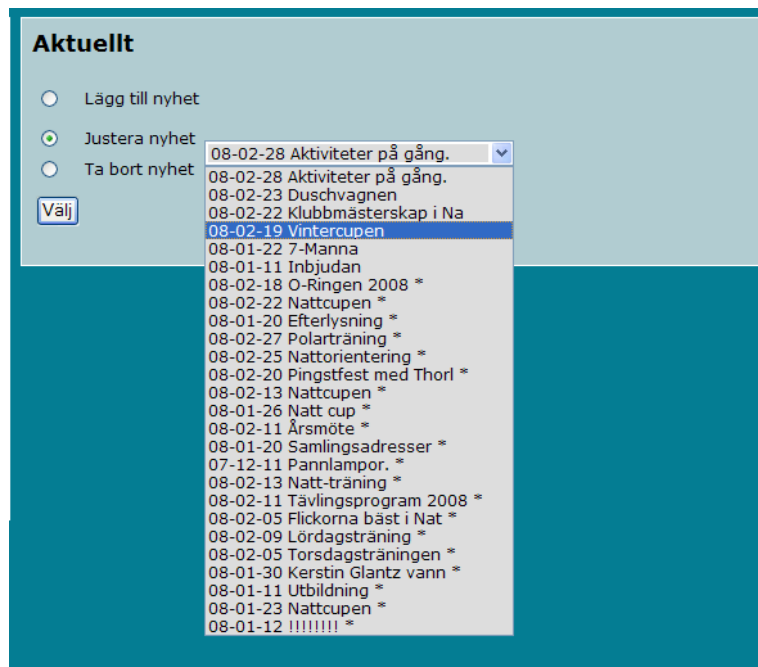 Aktuellt
Lägg till nyhet
Justera nyhet
08-02-28 Aktiviteter på gång.
Ta bort nyhet
Välj
08-02-28 Aktiviteter på gång.
08-02-23 Duschvagnen
08-02-22 Klubbmästerskap i Na
08-02-19 Vintercupen
08-01-22 7-Manna
08-01-11 Inbjudan
08-02-18 O-Ringen 2008 *
08-02-22 Nattcupen *
08-01-20 Efterlysning *
08-02-27 Polarträning *
08-02-25 Nattorientering *
08-02-20 Pingstfest med Thorl *
08-02-13 Nattcupen *
08-01-26 Natt cup *
08-02-11 Årsmöte *
08-01-20 Samlingsadresser *
07-12-11 Pannlampor. *
08-02-13 Natt-träning *
08-02-11 Tävlingsprogram 2008 *
08-02-05 Flickorna bäst i Nat *
08-02-09 Lördagsträning *
08-02-05 Torsdagsträningen *
08-01-30 Kerstin Glantz vann *
08-01-11 Utbildning *
08-01-23 Nattcupen *
08-01-12 !!!!!!!! *